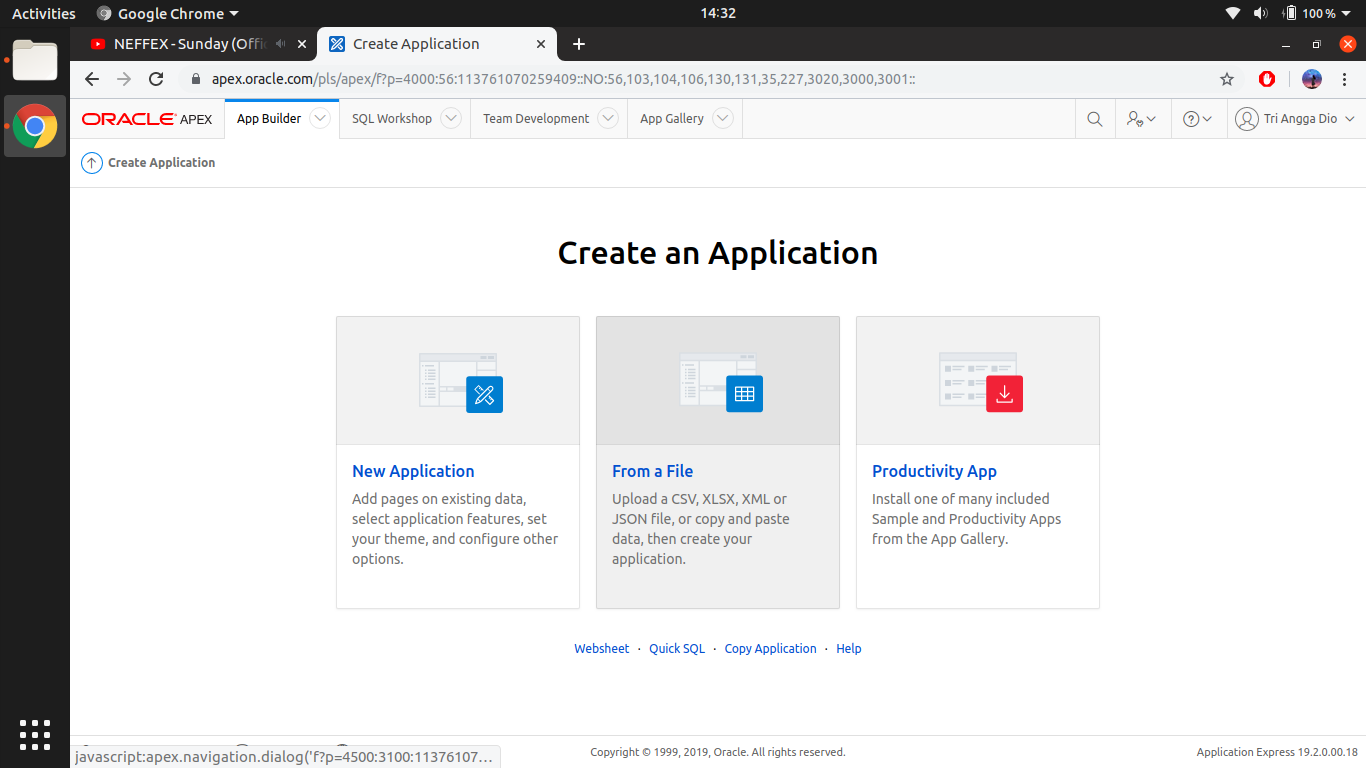 Activities
Google Chrome
14:32
100 %
NEFFEX - Sunday (Offic
Create Application
apex.oracle.com/pls/apex/f?p=4000:56:113761070259409::NO:56,103,104,106,130,131,35,227,3020,3000,3001::
ORACLE APEX
App Builder
SQL Workshop
Team Development
App Gallery
Tri Angga Dio
Create Application
Create an Application
New Application
Add pages on existing data,
select application features, set
your theme, and configure other
options.
From a File
Upload a CSV, XLSX, XML or
JSON file, or copy and paste
data, then create your
application.
Productivity App
Install one of many included
Sample and Productivity Apps
from the App Gallery.
Websheet · Quick SQL · Copy Application · Help
javascript:apex.navigation.dialog('f?p=4500:3100:11376107...
Copyright © 1999, 2019, Oracle. All rights reserved.
Application Express 19.2.0.00.18